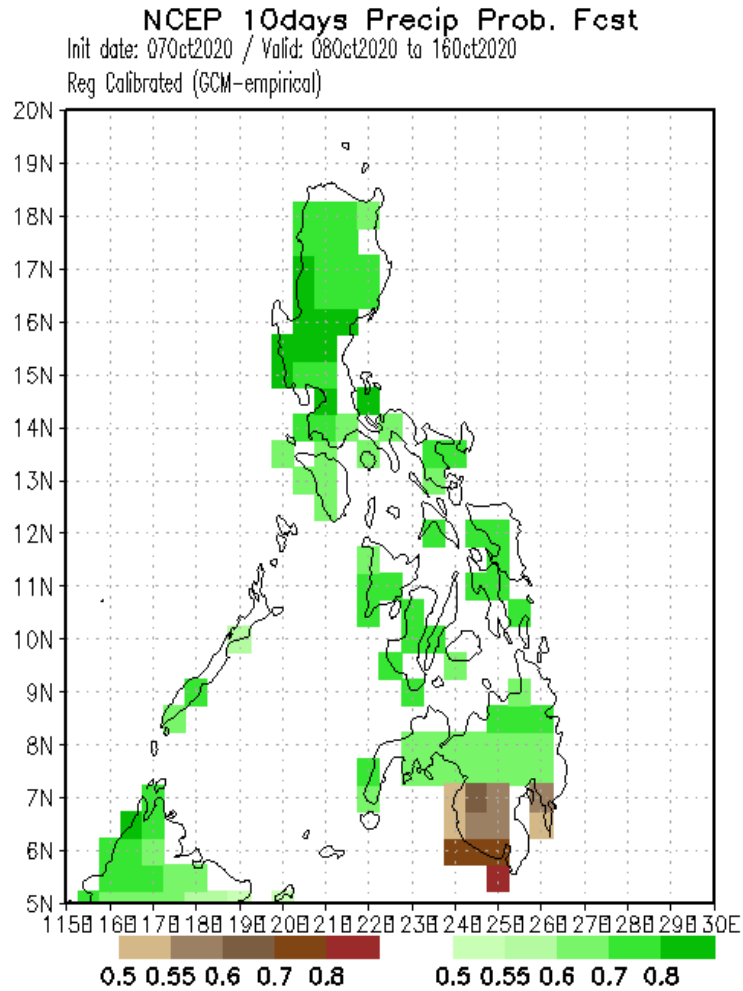 NCEP 10days Precip Prob. Fcst
Init date: 07Oct2020 / Valid: 08Oct2020 to 16Oct2020
Reg Calibrated (GCM-empirical)
20N
19N
18N
17N
16N
15N
14N
13N
12N
11N
10N
9N
8N
7N
6N
5N
115E 116E 117E 118E 119E 120E 121E 122E 123E 124E 125E 126E 127E 128E 129E 130E
0.5 0.55 0.6 0.7 0.8 0.5 0.55 0.6 0.7 0.8